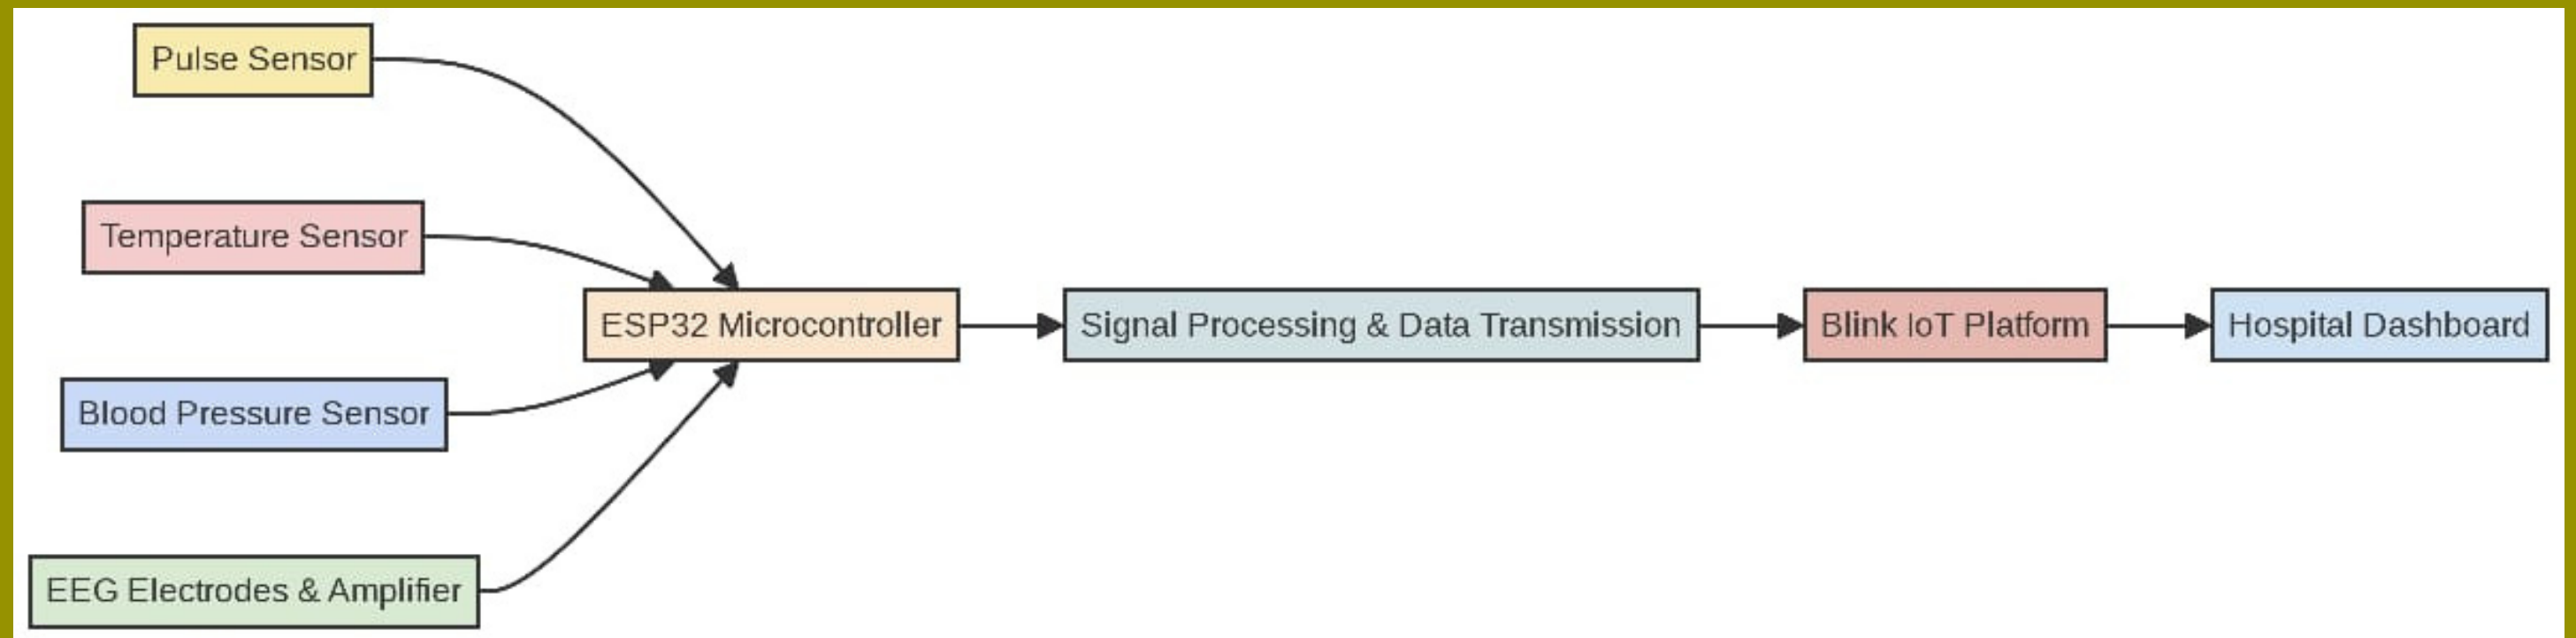 Pulse Sensor
Temperature Sensor
Blood Pressure Sensor
EEG Electrodes & Amplifier
ESP32 Microcontroller
Signal Processing & Data Transmission
Blink IoT Platform
Hospital Dashboard